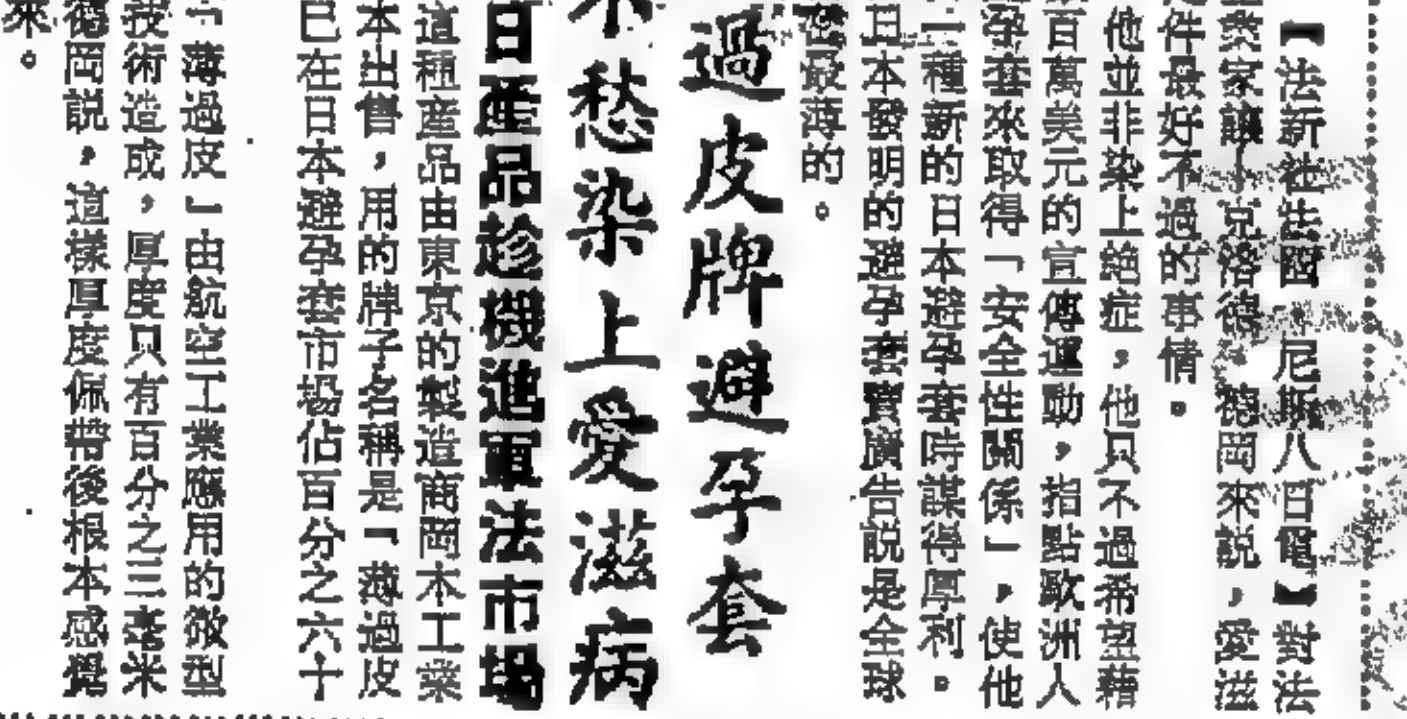 【法新社法國·尼斯八日電】對法
家讓—克洛德·德岡來說，愛滋
件最好不過的事情。
他並非染上絕症，他只不過希望藉
百萬美元的宣傳運動，指點歐洲人
孕套來取得「安全性關係」，使他
一種新的日本避孕套時謀得厚利。
日本發明的避孕套賣廣告説是全球
最薄的。
過皮牌避孕套
不愁染上愛滋病
日產品趁機進軍法市場
這種產品由東京的製造商岡本工業
本出售，用的牌子名稱是「薄過皮
已在日本避孕套市場佔百分之六十
「薄過皮」由航空工業應用的微型
技術造成，厚度只有百分之三毫米
德岡説，這樣厚度佩帶後根本感覺
來。